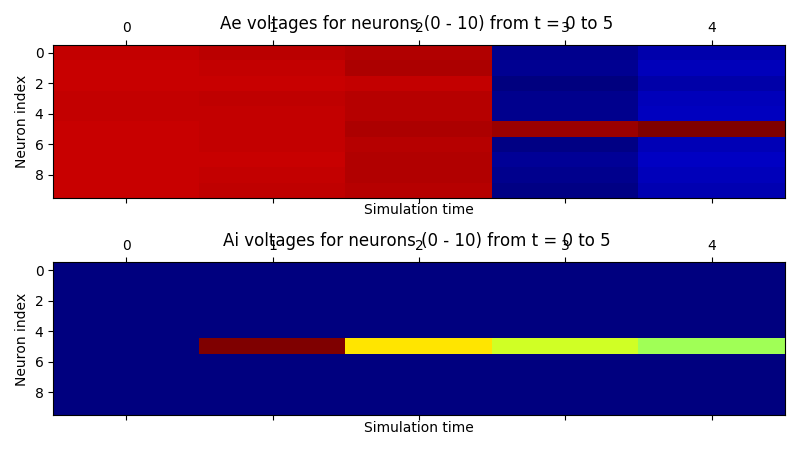 Ae voltages for neurons (0 - 10) from t = 0 to 5
0 1 2 3 4
0
2
4
6
8
Neuron index
Simulation time
Ai voltages for neurons (0 - 10) from t = 0 to 5
0 1 2 3 4
0
2
4
6
8
Neuron index
Simulation time